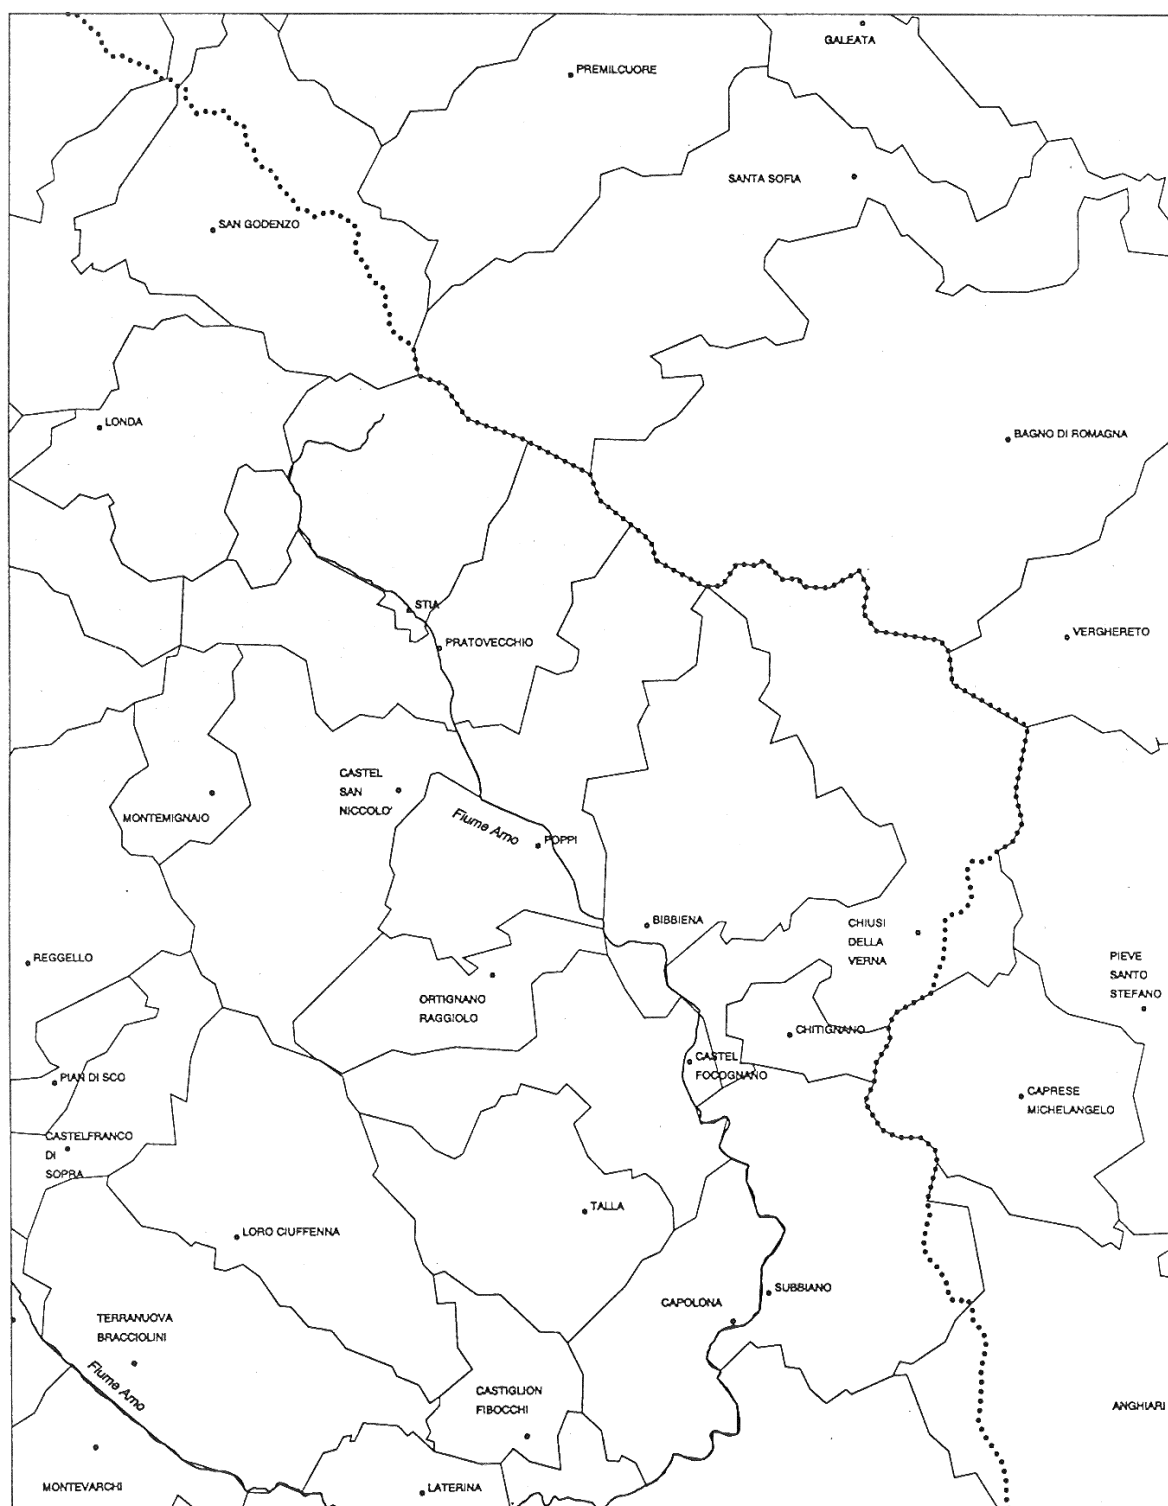 GALEATA
PREMILCUORE
SANTA SOFIA
SAN GODENZO
LONDA
BAGNO DI ROMAGNA
STIA
VERGHERETO
PRATOVECCHIO
CASTEL
SAN
NICCOLO'
MONTEMIGNAIO
Fiume Arno
POPPI
BIBBIENA
CHIUSI
DELLA
VERNA
REGGELLO
PIEVE
SANTO
STEFANO
ORTIGNANO
RAGGIOLO
CHITIGNANO
CASTEL
FOCOGNANO
PIAN DI SCO
CAPRESE
MICHELANGELO
CASTELFRANCO
DI
SOPRA
TALLA
LORO CIUFFENNA
SUBBIANO
CAPOLONA
TERRANUOVA
BRACCIOLINI
Fiume Arno
CASTIGLION
FIBOCCHI
ANGHIARI
MONTEVARCHI
LATERINA